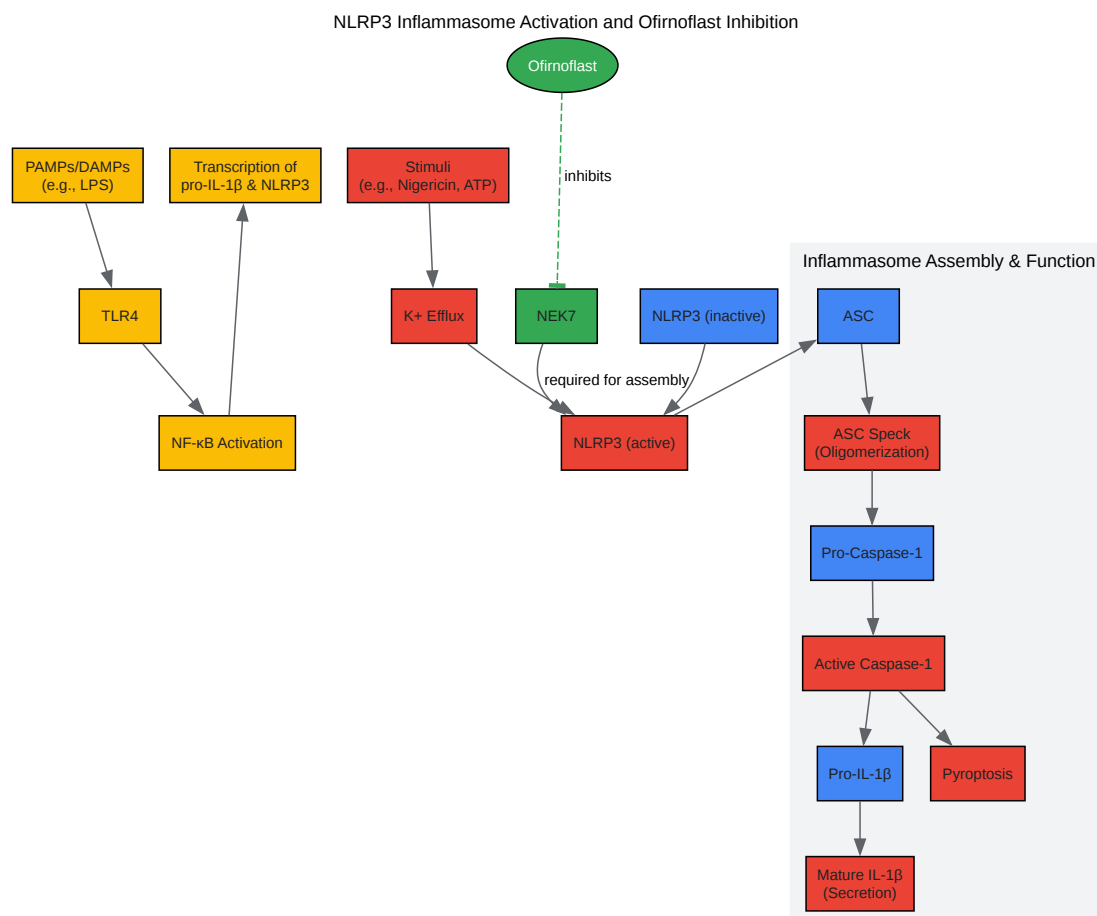 NLRP3 Inflammasome Activation and Ofirnoflast Inhibition
Ofirnoflast
PAMPs/DAMPs
(e.g., LPS)
Transcription of
pro-IL-1β & NLRP3
Stimuli
(e.g., Nigericin, ATP)
inhibits
Inflammasome Assembly & Function
TLR4
K+ Efflux
NEK7
NLRP3 (inactive)
ASC
required for assembly
NF-κB Activation
NLRP3 (active)
ASC Speck
(Oligomerization)
Pro-Caspase-1
Active Caspase-1
Pro-IL-1β
Pyroptosis
Mature IL-1β
(Secretion)